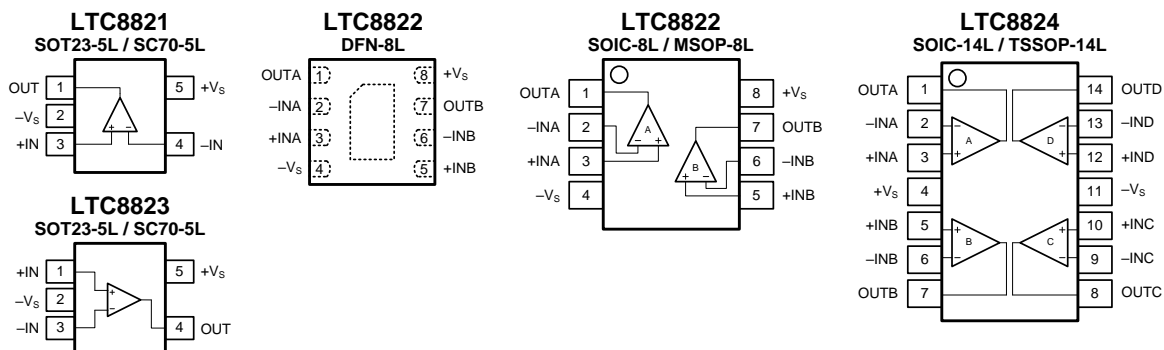 LTC8821
SOT23-5L / SC70-5L
OUT 1 5 +VS
–VS 2
+IN 3 4 –IN
+ –
LTC8823
SOT23-5L / SC70-5L
+IN 1 5 +VS
–VS 2
–IN 3 4 OUT
+
–
LTC8822
DFN-8L
OUTA 1 8 +VS
–INA 2 7 OUTB
+INA 3 6 –INB
–VS 4 5 +INB
LTC8822
SOIC-8L / MSOP-8L
OUTA 1 8 +VS
–INA 2 A 7 OUTB
– +
+INA 3 B 6 –INB
+ –
–VS 4 5 +INB
LTC8824
SOIC-14L / TSSOP-14L
OUTA 1 14 OUTD
–INA 2 – – 13 –IND
A D
+INA 3 + + 12 +IND
+VS 4 11 –VS
+INB 5 + + 10 +INC
B C
–INB 6 – – 9 –INC
OUTB 7 8 OUTC